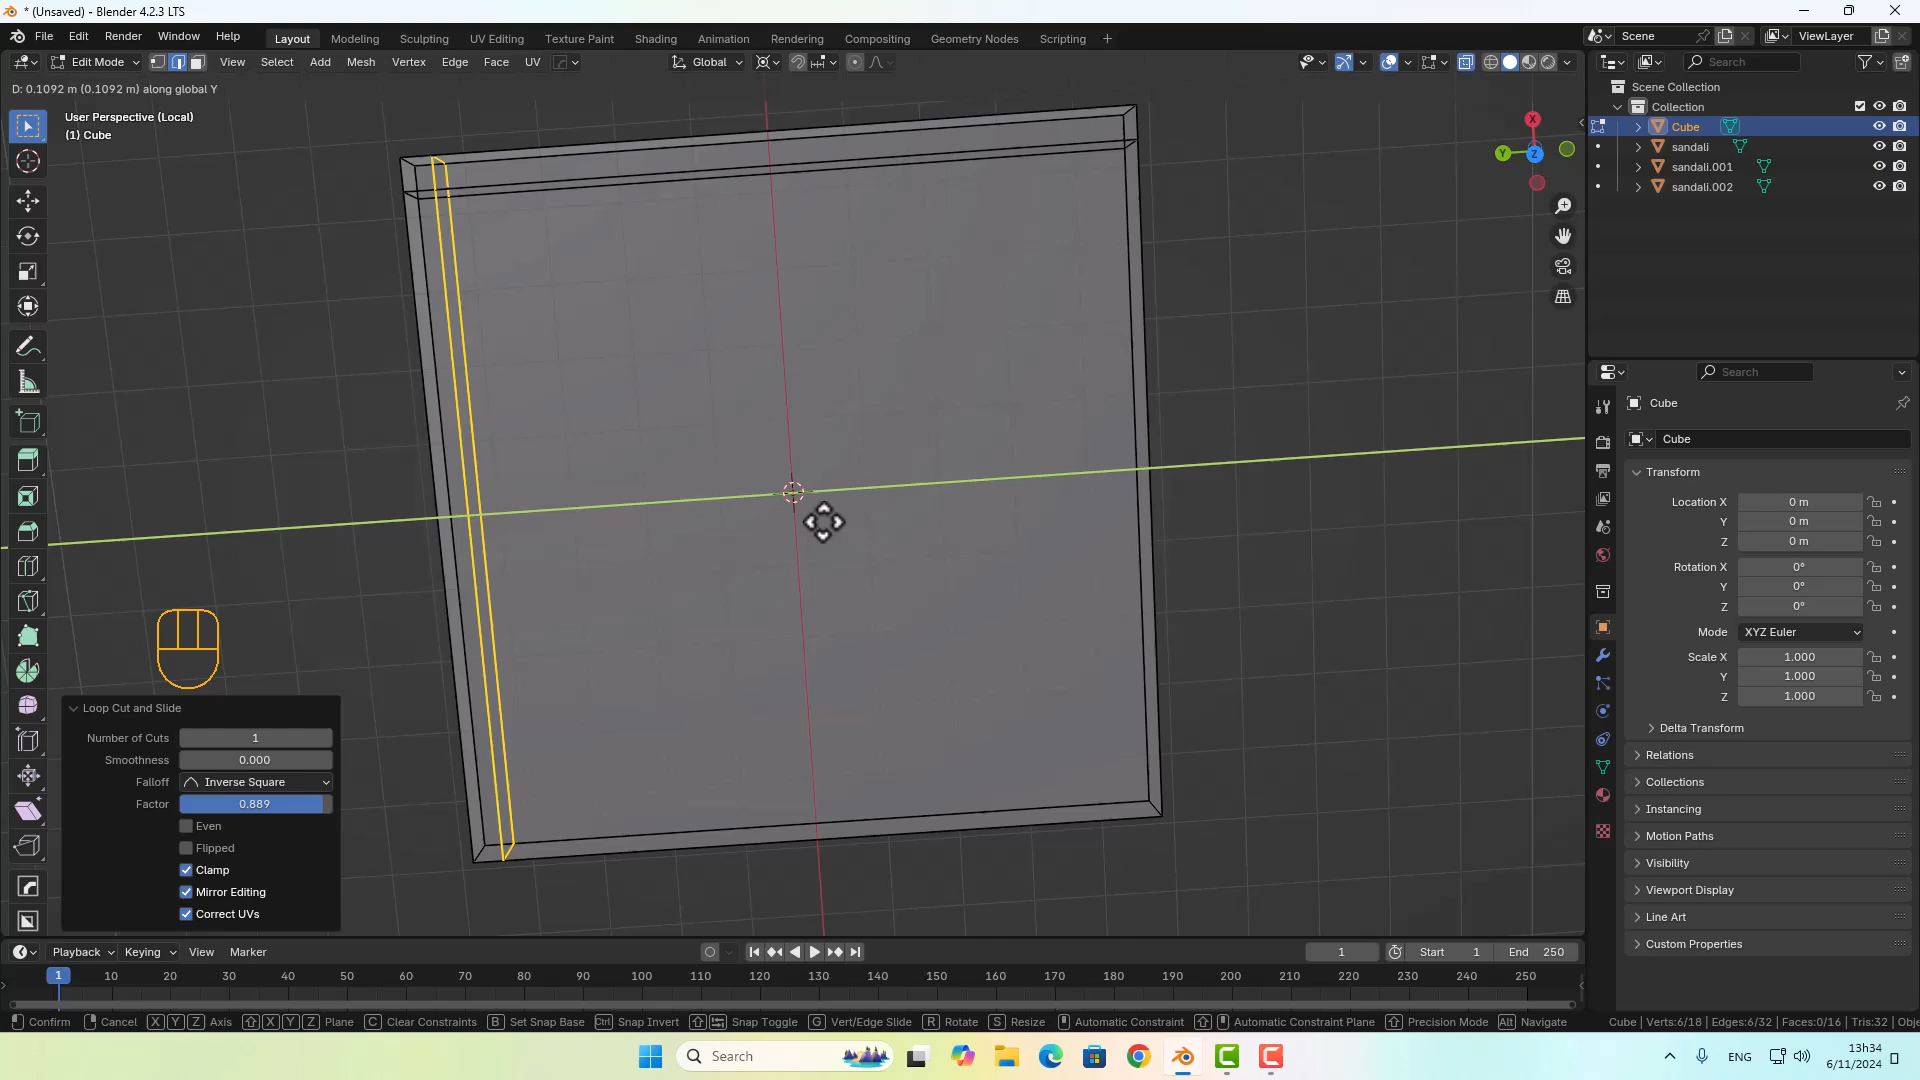 * (Unsaved) - Blender 4.2.3 LTS
File Edit Render Window Help Layout Modeling Sculpting UV Editing Texture Paint Shading Animation Rendering Compositing Geometry Nodes Scripting + Scene ViewLayer
Edit Mode View Select Add Mesh Vertex Edge Face UV Global Search
D: 0.1092 m (0.1092 m) along global Y
User Perspective (Local)
(1) Cube
X
Y
Z
Scene Collection
Collection
Cube
sandali
sandali.001
sandali.002
Search
Cube
Cube
Transform
Location X 0 m
Y 0 m
Z 0 m
Rotation X 0°
Y 0°
Z 0°
Mode XYZ Euler
Scale X 1.000
Y 1.000
Z 1.000
Delta Transform
Relations
Collections
Instancing
Motion Paths
Visibility
Viewport Display
Line Art
Custom Properties
Loop Cut and Slide
Number of Cuts 1
Smoothness 0.000
Falloff Inverse Square
Factor 0.889
Even
Flipped
Clamp
Mirror Editing
Correct UVs
Playback Keying View Marker 1 Start 1 End 250
1 10 20 30 40 50 60 70 80 90 100 110 120 130 140 150 160 170 180 190 200 210 220 230 240 250
Confirm Cancel X Y Z Axis X Y Z Plane C Clear Constraints B Set Snap Base Ctrl Snap Invert Snap Toggle G Vert/Edge Slide R Rotate S Resize Automatic Constraint Automatic Constraint Plane Precision Mode Alt Navigate Cube | Verts:6/18 | Edges:6/32 | Faces:0/16 | Tris:32 | Obje
Search ENG 13h34
6/11/2024